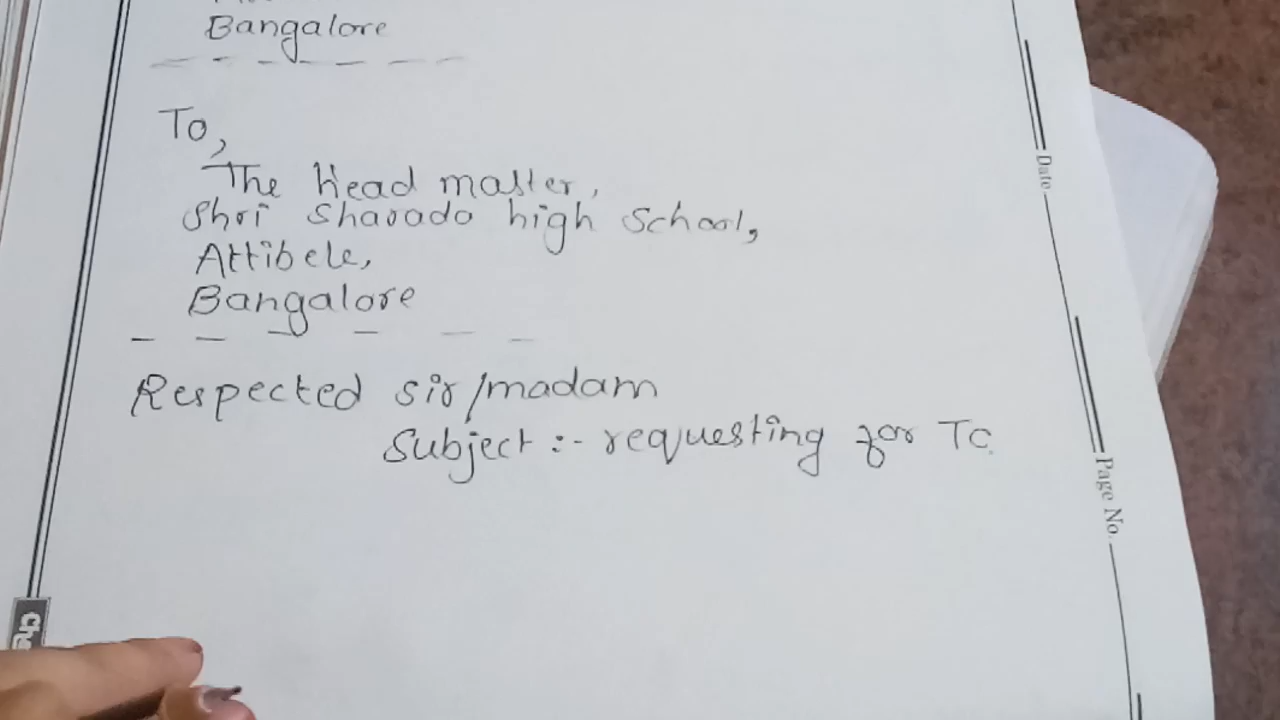 Bangalore
To,
The Head master,
Shri Sharada high School,
Attibele,
Bangalore
Respected sir/madam
Subject :- requesting for TC
Date
Page No.